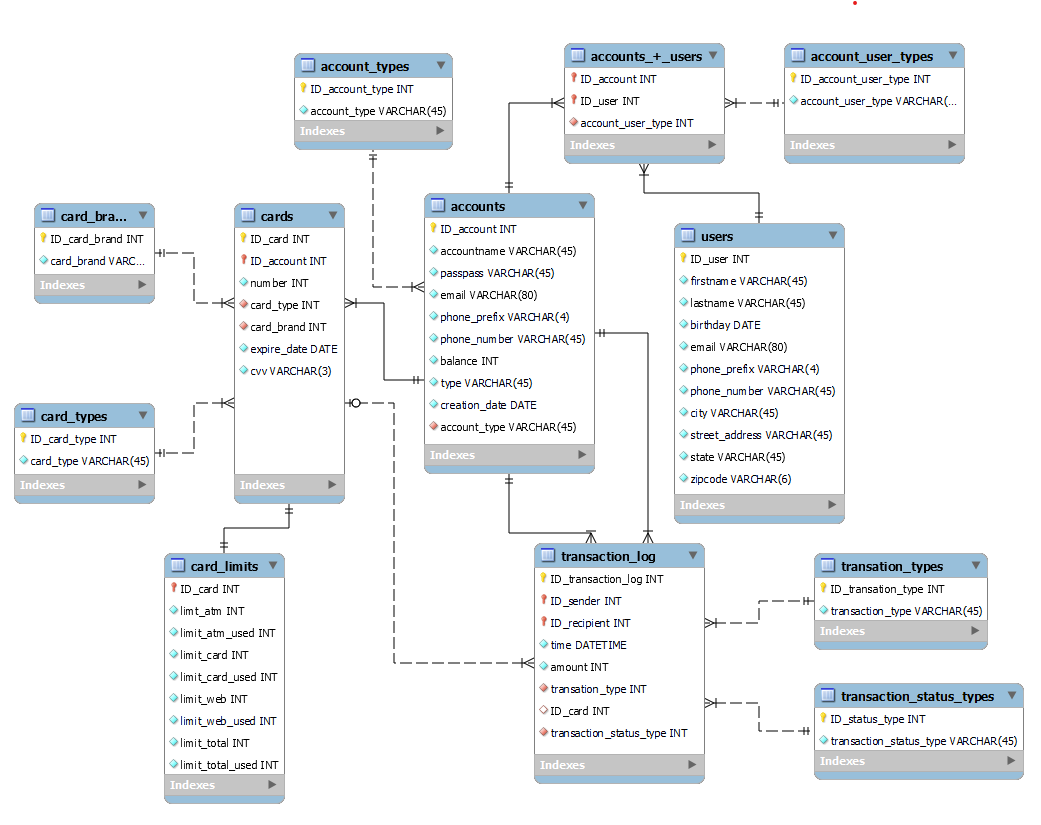 account_types
ID_account_type INT
account_type VARCHAR(45)
Indexes
accounts_+_users
ID_account INT
ID_user INT
account_user_type INT
Indexes
account_user_types
ID_account_user_type INT
account_user_type VARCHAR(...
Indexes
card_bra...
ID_card_brand INT
card_brand VARC...
Indexes
cards
ID_card INT
ID_account INT
number INT
card_type INT
card_brand INT
expire_date DATE
cvv VARCHAR(3)
Indexes
accounts
ID_account INT
accountname VARCHAR(45)
passpass VARCHAR(45)
email VARCHAR(80)
phone_prefix VARCHAR(4)
phone_number VARCHAR(45)
balance INT
type VARCHAR(45)
creation_date DATE
account_type VARCHAR(45)
Indexes
users
ID_user INT
firstname VARCHAR(45)
lastname VARCHAR(45)
birthday DATE
email VARCHAR(80)
phone_prefix VARCHAR(4)
phone_number VARCHAR(45)
city VARCHAR(45)
street_address VARCHAR(45)
state VARCHAR(45)
zipcode VARCHAR(6)
Indexes
card_types
ID_card_type INT
card_type VARCHAR(45)
Indexes
card_limits
ID_card INT
limt_atm INT
limit_atm_used INT
limit_card INT
limit_card_used INT
limit_web INT
limit_web_used INT
limit_total INT
limit_total_used INT
Indexes
transaction_log
ID_transaction_log INT
ID_sender INT
ID_recipient INT
time DATETIME
amount INT
transation_type INT
ID_card INT
transaction_status_type INT
Indexes
transation_types
ID_transation_type INT
transaction_type VARCHAR(45)
Indexes
transaction_status_types
ID_status_type INT
transaction_status_type VARCHAR(45)
Indexes